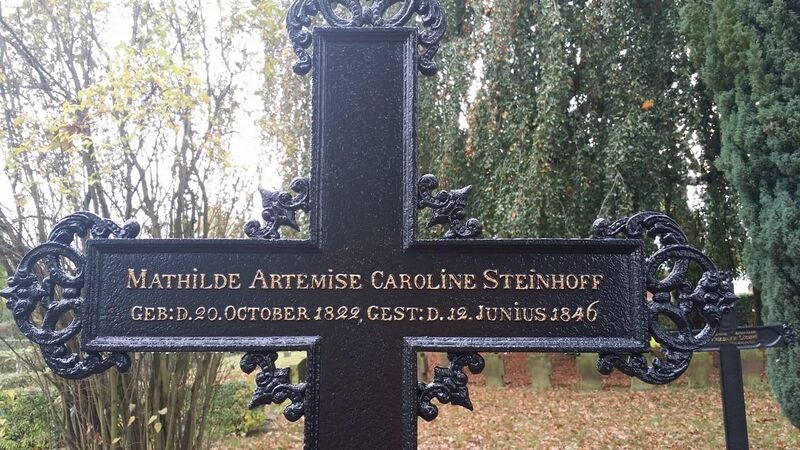 MATHILDE ARTEMISE CAROLINE STEINHOFF
GEB: D. 20. OCTOBER 1822, GEST: D. 12. JUNIUS 1846